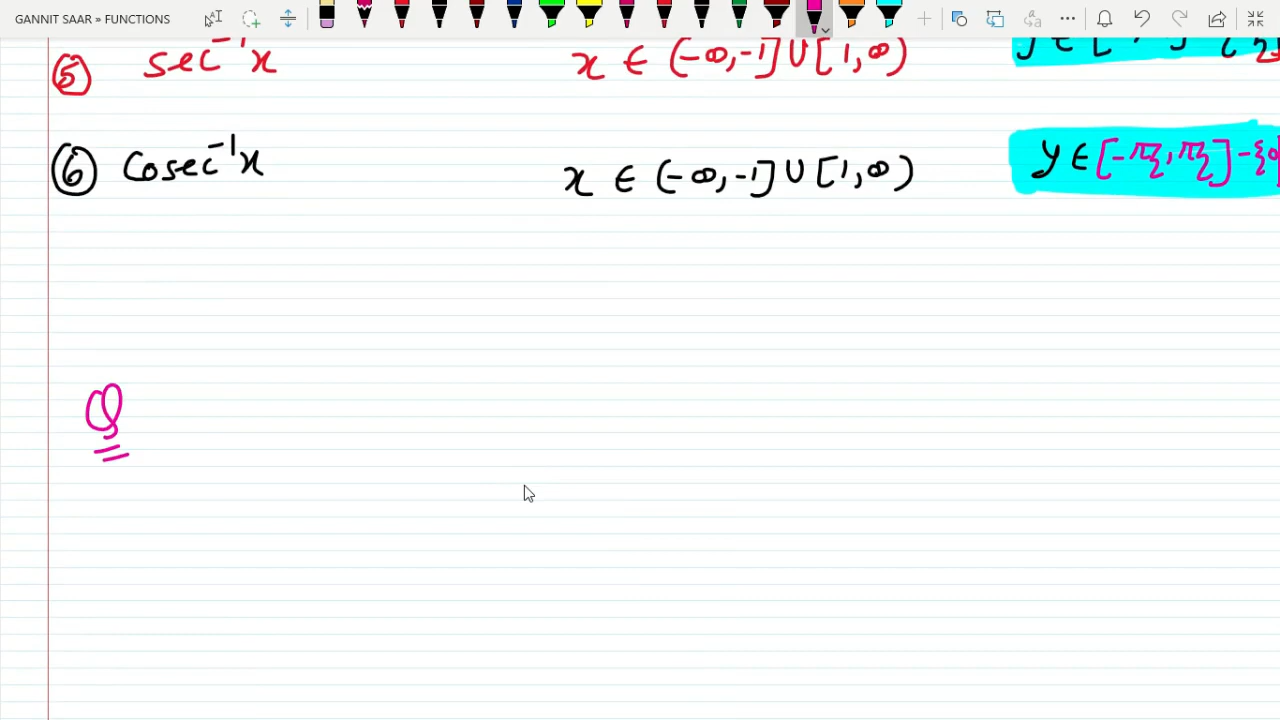 GANNIT SAAR » FUNCTIONS
⑤ sec⁻¹x x ∈ (-∞,-1] ∪ [1,∞)
⑥ Cosec⁻¹x x ∈ (-∞,-1] ∪ [1,∞) y ∈ [-π/2, π/2] - {0}
Q